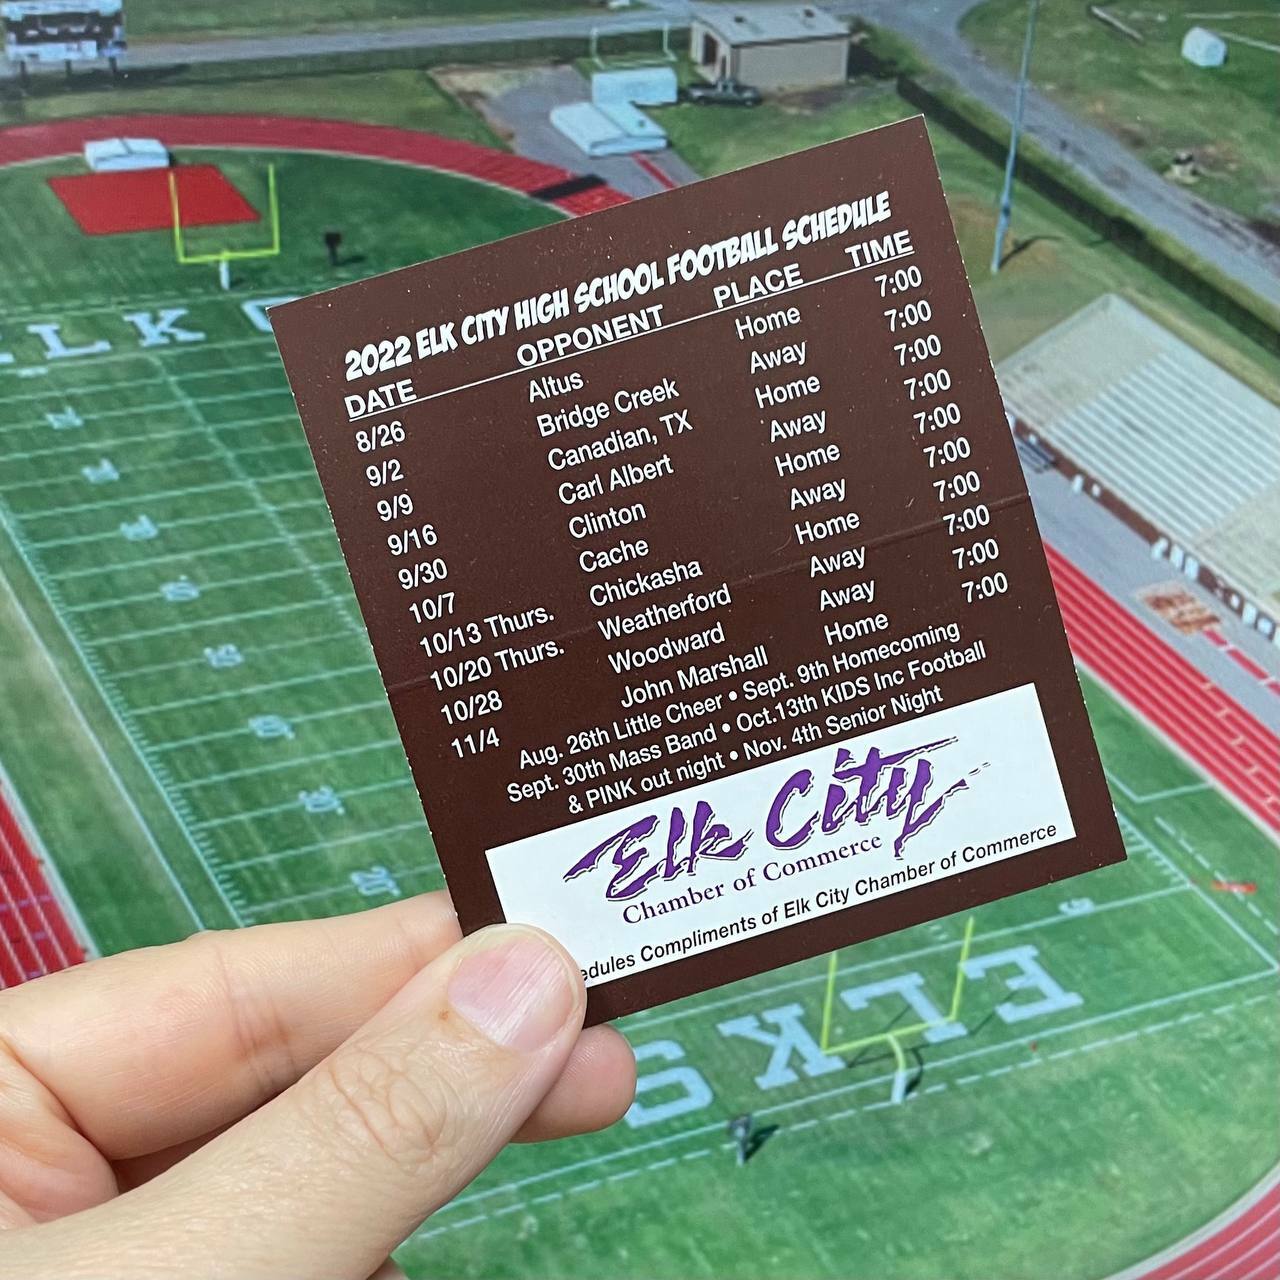 2022 ELK CITY HIGH SCHOOL FOOTBALL SCHEDULE
DATE OPPONENT PLACE TIME
8/26 Altus Home 7:00
9/2 Bridge Creek Away 7:00
9/9 Canadian, TX Home 7:00
9/16 Carl Albert Away 7:00
9/30 Clinton Home 7:00
10/7 Cache Away 7:00
10/13 Thurs. Chickasha Home 7:00
10/20 Thurs. Weatherford Away 7:00
10/28 Woodward Away 7:00
11/4 John Marshall Home 7:00
Aug. 26th Little Cheer • Sept. 9th Homecoming
Sept. 30th Mass Band • Oct.13th KIDS Inc Football
& PINK out night • Nov. 4th Senior Night
Elk City
Chamber of Commerce
Compliments of Elk City Chamber of Commerce
ELK
ELKS